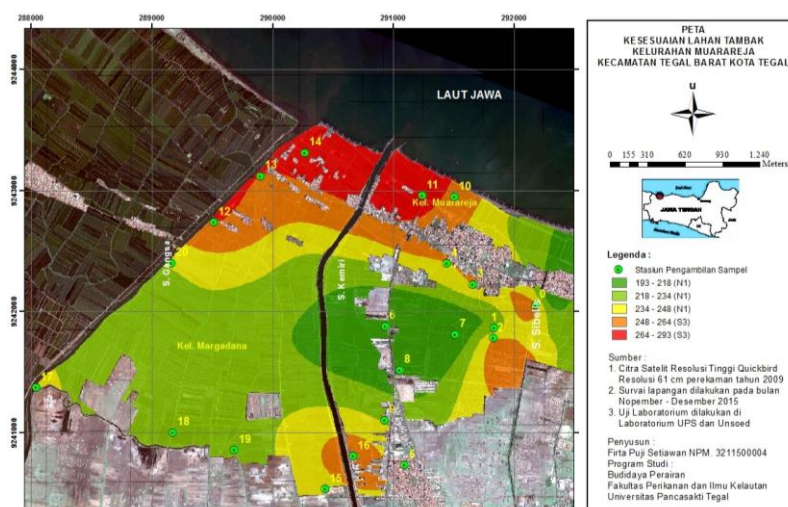 288000 289000 290000 291000 292000
9244000
9243000
9242000
9241000
LAUT JAWA
14
13
11
10
Kel. Muarareja
12
20
S. Gangsa
S. Kemiri
4
3
S. Sibelis
6
7
1
2
Kel. Margadana
8
18
19
16
5
15
PETA
KESESUAIAN LAHAN TAMBAK
KELURAHAN MUARAREJA
KECAMATAN TEGAL BARAT KOTA TEGAL
u
0 155 310 620 930 1,240
Meters
JAWA TENGAH
Legenda :
Stasiun Pengambilan Sampel
193 - 218 (N1)
218 - 234 (N1)
234 - 248 (N1)
248 - 264 (S3)
264 - 293 (S3)
Sumber :
1. Citra Satelit Resolusi Tinggi Quickbird
Resolusi 61 cm perekaman tahun 2009
2. Survai lapangan dilakukan pada bulan
Nopember - Desember 2015
3. Uji Laboratorium dilakukan di
Laboratorium UPS dan Unsoed
Penyusun :
Firta Puji Setiawan NPM. 3211500004
Program Studi :
Budidaya Perairan
Fakultas Perikanan dan Ilmu Kelautan
Universitas Pancasakti Tegal